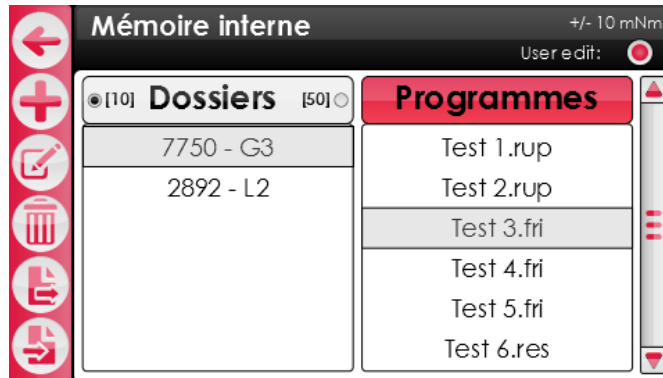 Mémoire interne
+/- 10 mNm
User edit:
[10] Dossiers [50]
Programmes
7750 - G3
2892 - L2
Test 1.rup
Test 2.rup
Test 3.fri
Test 4.fri
Test 5.fri
Test 6.res